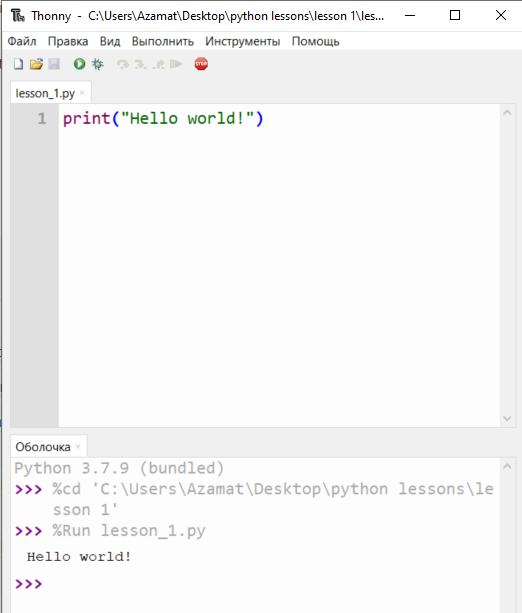 Thonny - C:\Users\Azamat\Desktop\python lessons\lesson 1\les...
Файл Правка Вид Выполнить Инструменты Помощь
STOP
lesson_1.py ×
1 print("Hello world!")
Оболочка ×
Python 3.7.9 (bundled)
>>> %cd 'C:\Users\Azamat\Desktop\python lessons\le
sson 1'
>>> %Run lesson_1.py
Hello world!
>>>